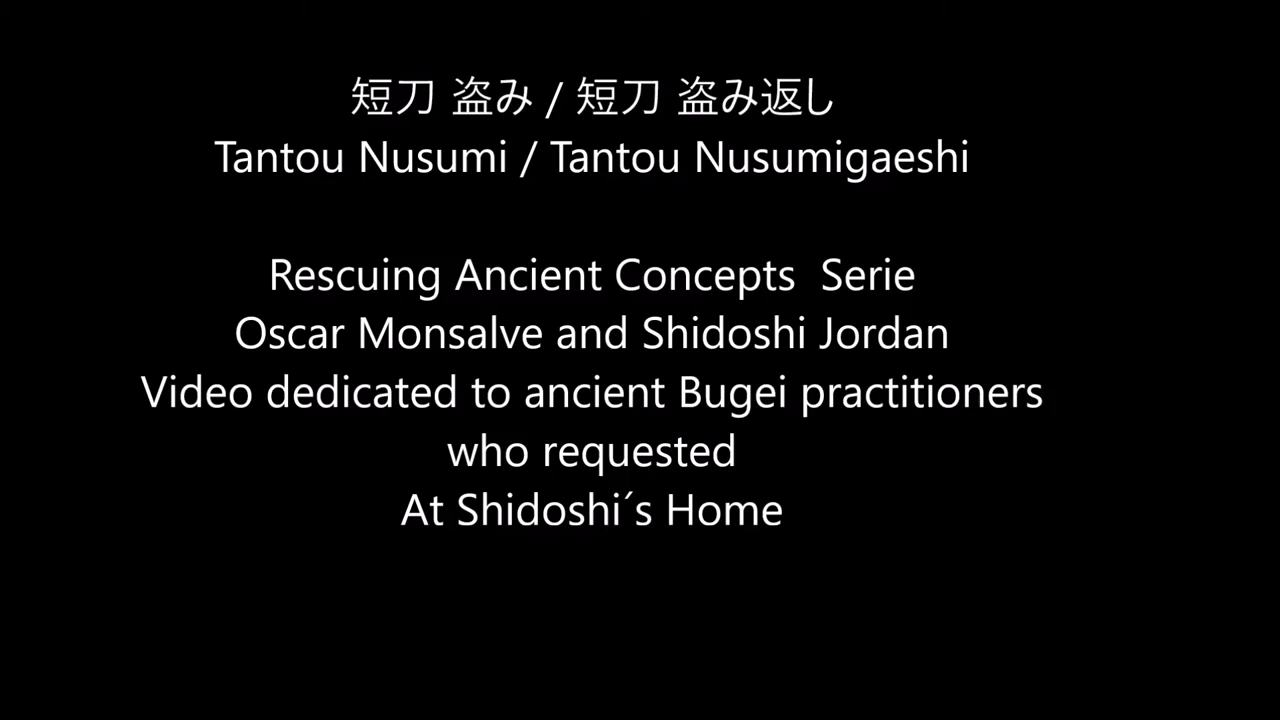 短刀 盗み / 短刀 盗み返し
Tantou Nusumi / Tantou Nusumigaeshi
Rescuing Ancient Concepts  Serie
Oscar Monsalve and Shidoshi Jordan
Video dedicated to ancient Bugei practitioners
who requested
At Shidoshi´s Home